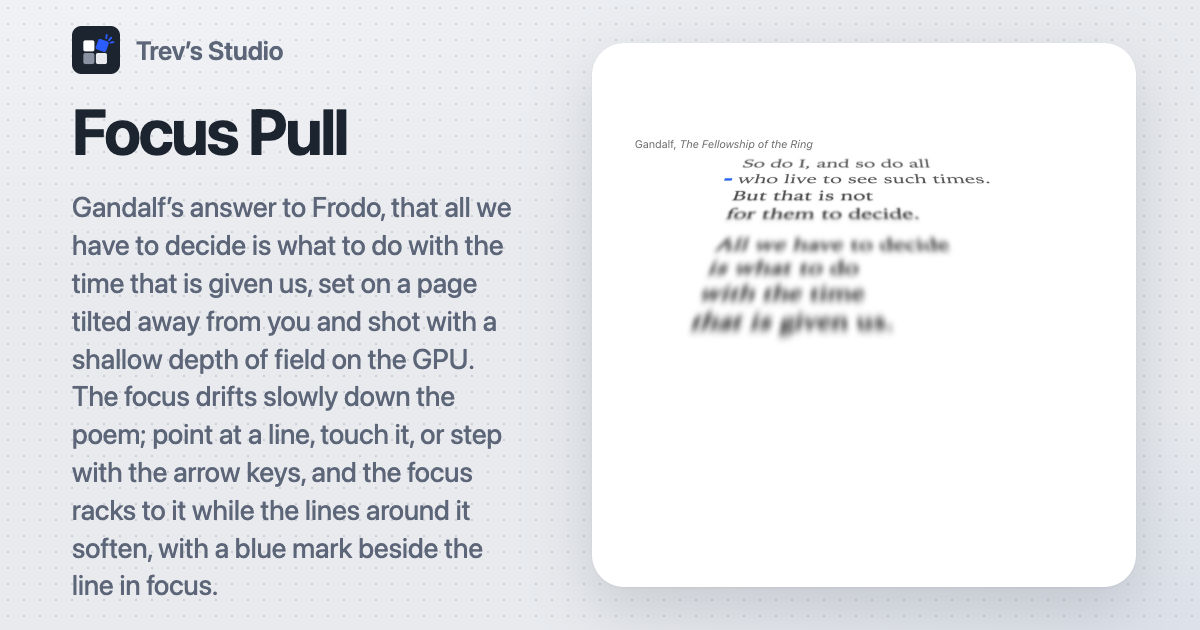 Trev's Studio
Focus Pull
Gandalf's answer to Frodo, that all we
have to decide is what to do with the
time that is given us, set on a page
tilted away from you and shot with a
shallow depth of field on the GPU.
The focus drifts slowly down the
poem; point at a line, touch it, or step
with the arrow keys, and the focus
racks to it while the lines around it
soften, with a blue mark beside the
line in focus.
Gandalf, The Fellowship of the Ring
So do I, and so do all
who live to see such times.
But that is not
for them to decide.
All we have to decide
is what to do
with the time
that is given us.